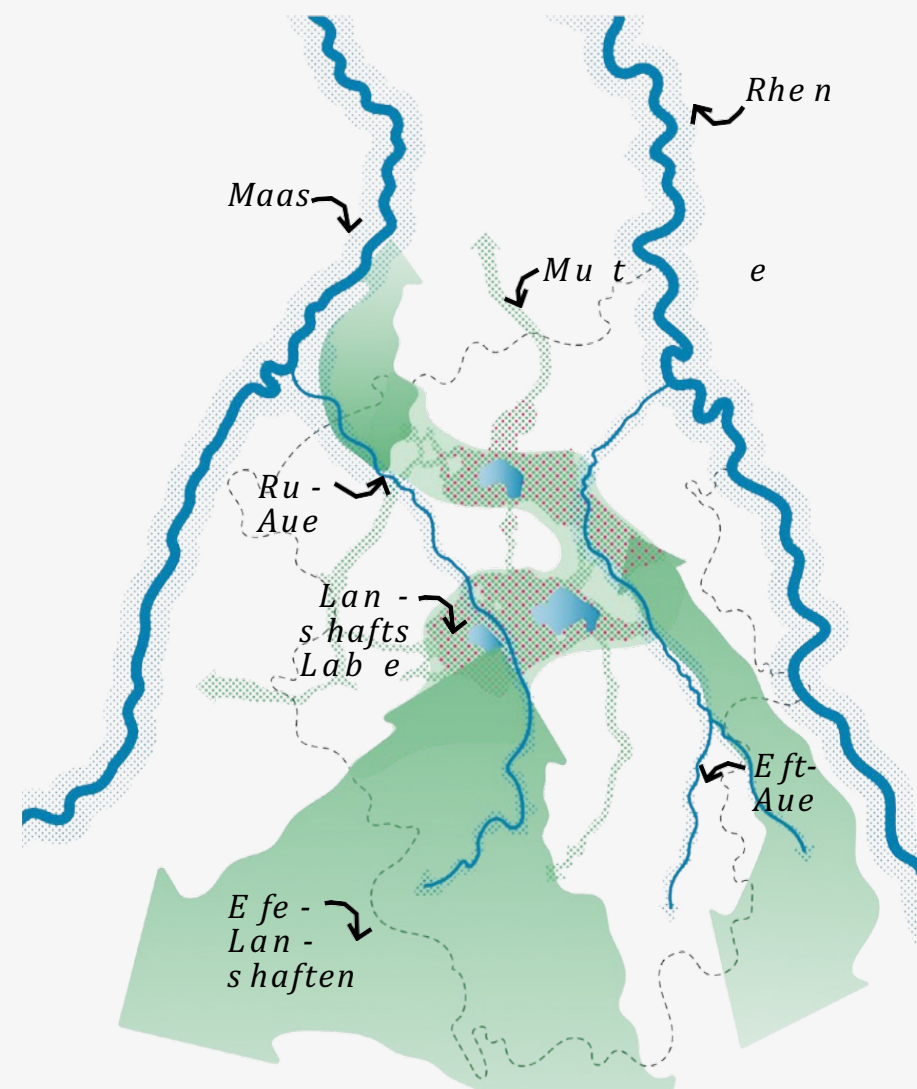 Rhe n
Maas
Mu t e
Ru -
Aue
Lan -
s hafts
Lab e
E ft-
Aue
E fe -
Lan -
s haften